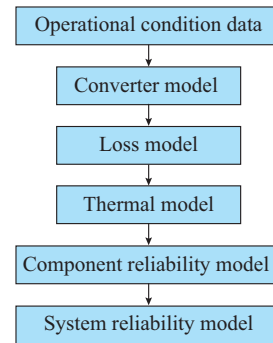 Operational condition data
Converter model
Loss model
Thermal model
Component reliability model
System reliability model